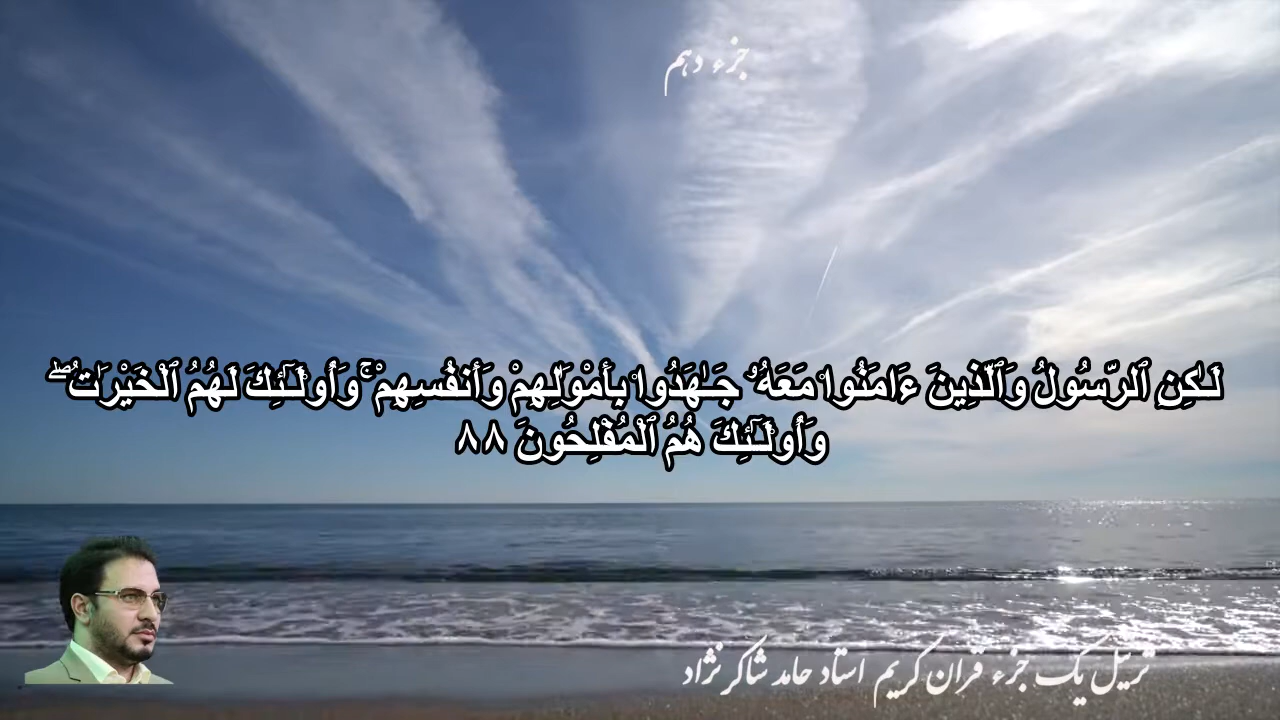 جزء دهم
لَـٰكِنِ ٱلرَّسُولُ وَٱلَّذِينَ ءَامَنُوا۟ مَعَهُۥ جَـٰهَدُوا۟ بِأَمْوَٰلِهِمْ وَأَنفُسِهِمْ ۚ وَأُو۟لَـٰٓئِكَ لَهُمُ ٱلْخَيْرَٰتُ ۖ
وَأُو۟لَـٰٓئِكَ هُمُ ٱلْمُفْلِحُونَ ٨٨
ترتیل یک جزء قران کریم استاد حامد شاکرنژاد